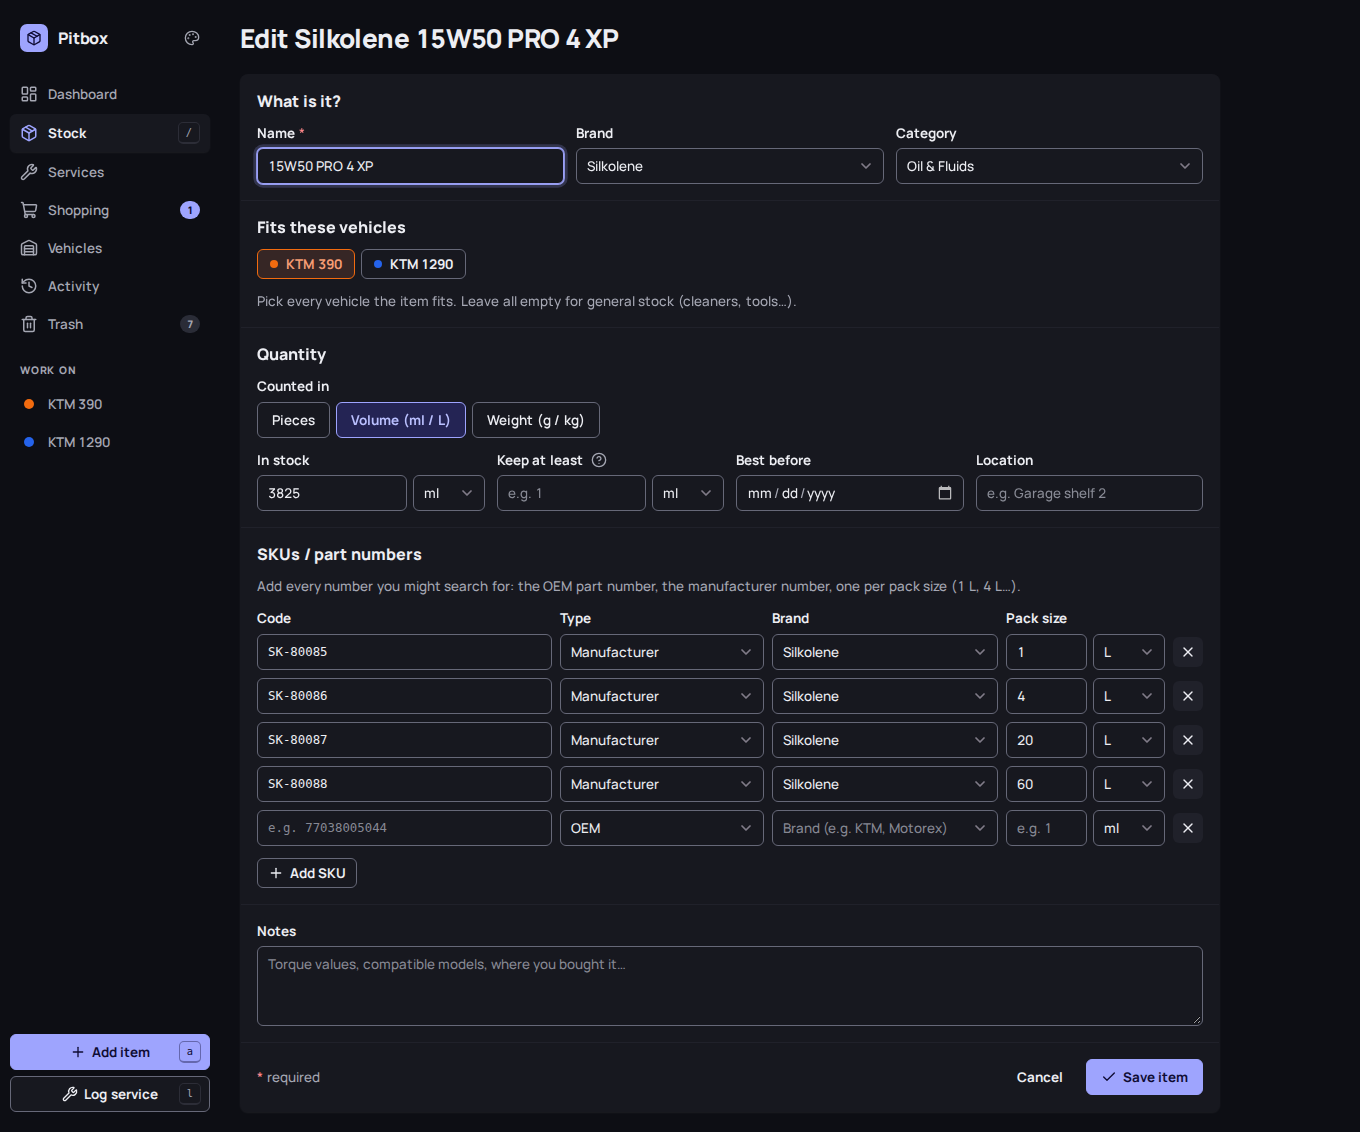 Pitbox
Dashboard
Stock /
Services
Shopping 1
Vehicles
Activity
Trash 7
WORK ON
KTM 390
KTM 1290
+ Add item a
Log service l
Edit Silkolene 15W50 PRO 4 XP
What is it?
Name * Brand Category
15W50 PRO 4 XP Silkolene Oil & Fluids
Fits these vehicles
KTM 390 KTM 1290
Pick every vehicle the item fits. Leave all empty for general stock (cleaners, tools…).
Quantity
Counted in
Pieces Volume (ml / L) Weight (g / kg)
In stock Keep at least ? Best before Location
3825 ml e.g. 1 ml mm/dd/yyyy e.g. Garage shelf 2
SKUs / part numbers
Add every number you might search for: the OEM part number, the manufacturer number, one per pack size (1 L, 4 L…).
Code Type Brand Pack size
SK-80085 Manufacturer Silkolene 1 L
SK-80086 Manufacturer Silkolene 4 L
SK-80087 Manufacturer Silkolene 20 L
SK-80088 Manufacturer Silkolene 60 L
e.g. 77038005044 OEM Brand (e.g. KTM, Motorex) e.g. 1 ml
+ Add SKU
Notes
Torque values, compatible models, where you bought it…
* required Cancel Save item